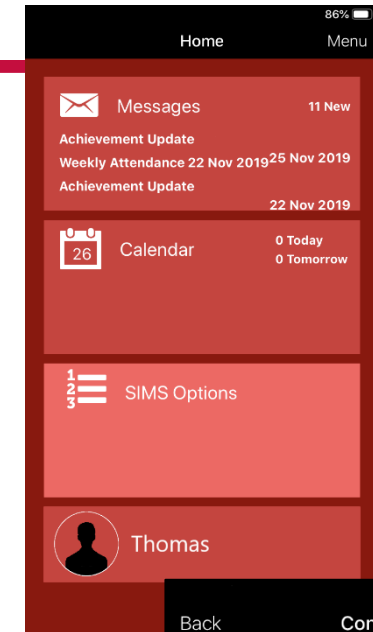 86%
Home Menu
Messages 11 New
Achievement Update
Weekly Attendance 22 Nov 2019 25 Nov 2019
Achievement Update
22 Nov 2019
26 Calendar 0 Today
0 Tomorrow
1
2
3
SIMS Options
Thomas
Back